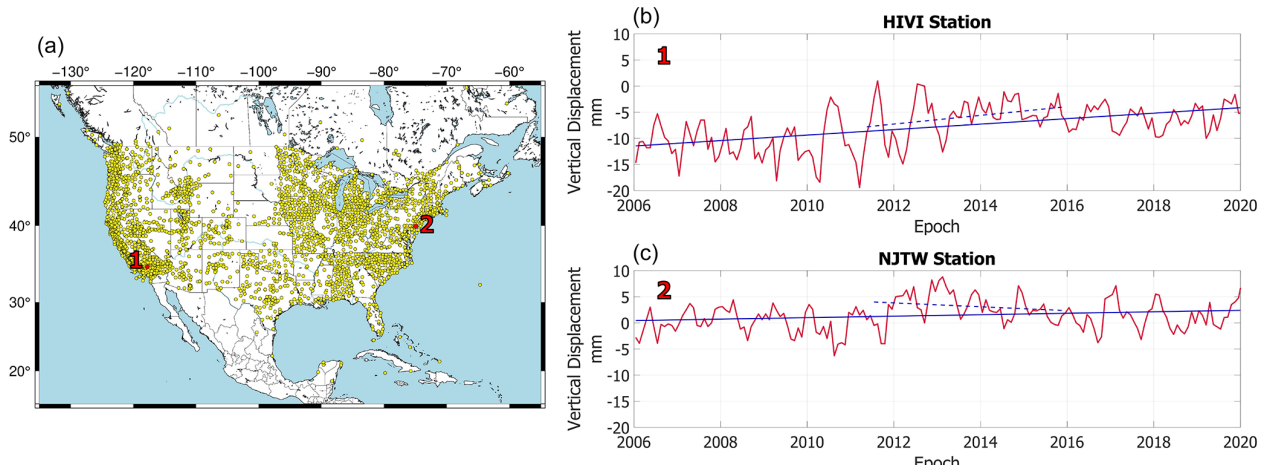 (a)
−130° −120° −110° −100° −90° −80° −70° −60°
50°
40°
30°
20°
1
2
(b)
HIVI Station
1
Vertical Displacement
mm
10
5
0
-5
-10
-15
-20
2006 2008 2010 2012 2014 2016 2018 2020
Epoch
(c)
NJTW Station
2
Vertical Displacement
mm
10
5
0
-5
-10
-15
-20
2006 2008 2010 2012 2014 2016 2018 2020
Epoch